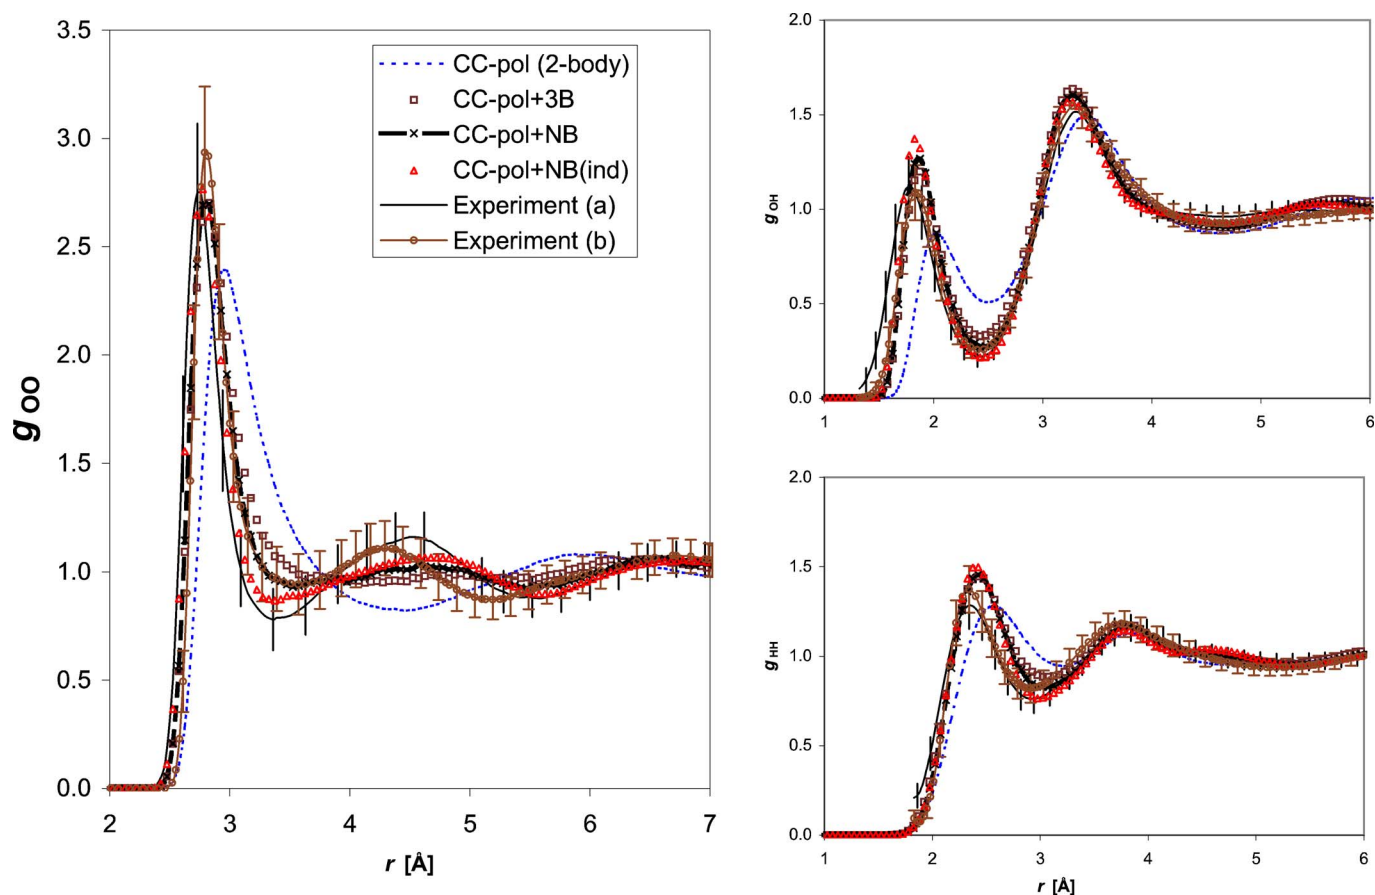 3.5
3.0
2.5
2.0
1.5
1.0
0.5
0.0
g OO
2 3 4 5 6 7
r [Å]
CC-pol (2-body)
CC-pol+3B
CC-pol+NB
CC-pol+NB(ind)
Experiment (a)
Experiment (b)
2.0
1.5
1.0
0.5
0.0
g OH
1 2 3 4 5 6
2.0
1.5
1.0
0.5
0.0
g HH
1 2 3 4 5 6
r [Å]